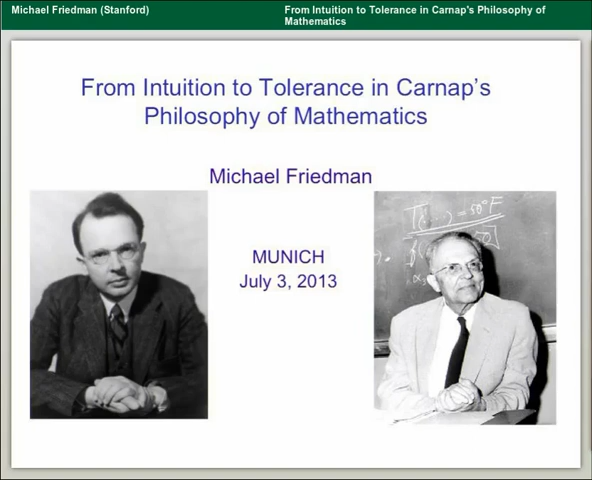 Michael Friedman (Stanford)
From Intuition to Tolerance in Carnap's Philosophy of
Mathematics
From Intuition to Tolerance in Carnap's
Philosophy of Mathematics
Michael Friedman
MUNICH
July 3, 2013